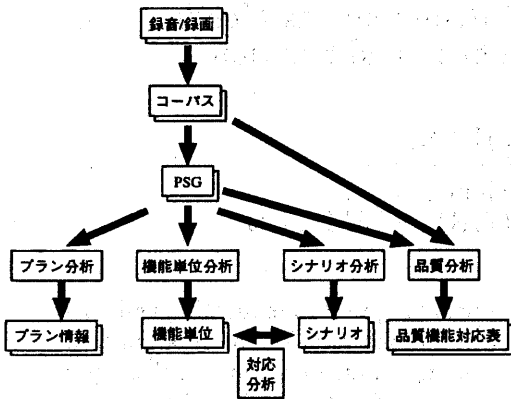 録音/録画
コーパス
PSG
プラン分析
機能単位分析
シナリオ分析
品質分析
プラン情報
機能単位
シナリオ
品質機能対応表
対応
分析